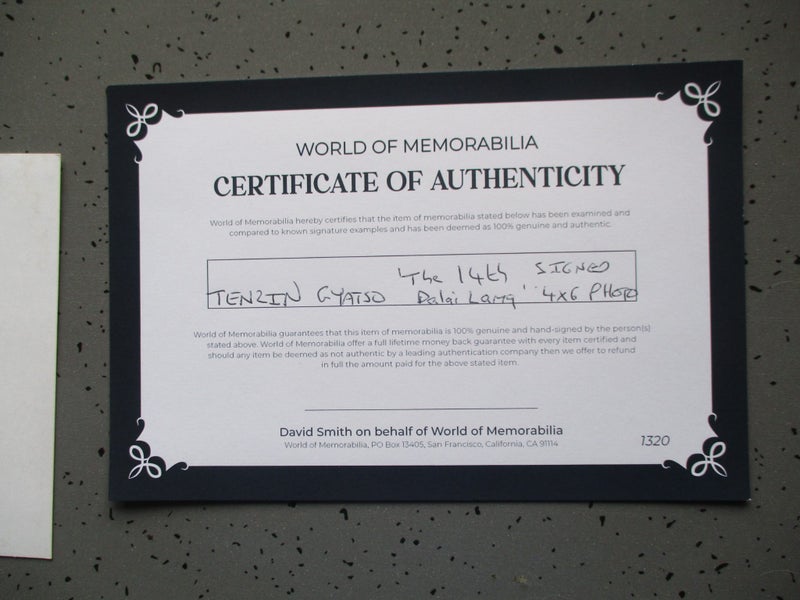 WORLD OF MEMORABILIA
CERTIFICATE OF AUTHENTICITY
World of Memorabilia hereby certifies that the item of memorabilia stated below has been examined and
compared to known signature examples and has been deemed as 100% genuine and authentic.
'The 14th SIGNED
TENZIN GYATSO Dalai Lama' 4x6 PHOTO
World of Memorabilia guarantees that this item of memorabilia is 100% genuine and hand-signed by the person(s)
stated above. World of Memorabilia offer a full lifetime money back guarantee with every item certified and
should any item be deemed as not authentic by a leading authentication company then we offer to refund
in full the amount paid for the above stated item.
David Smith on behalf of World of Memorabilia
World of Memorabilia, PO Box 13405, San Francisco, California, CA 91114
1320